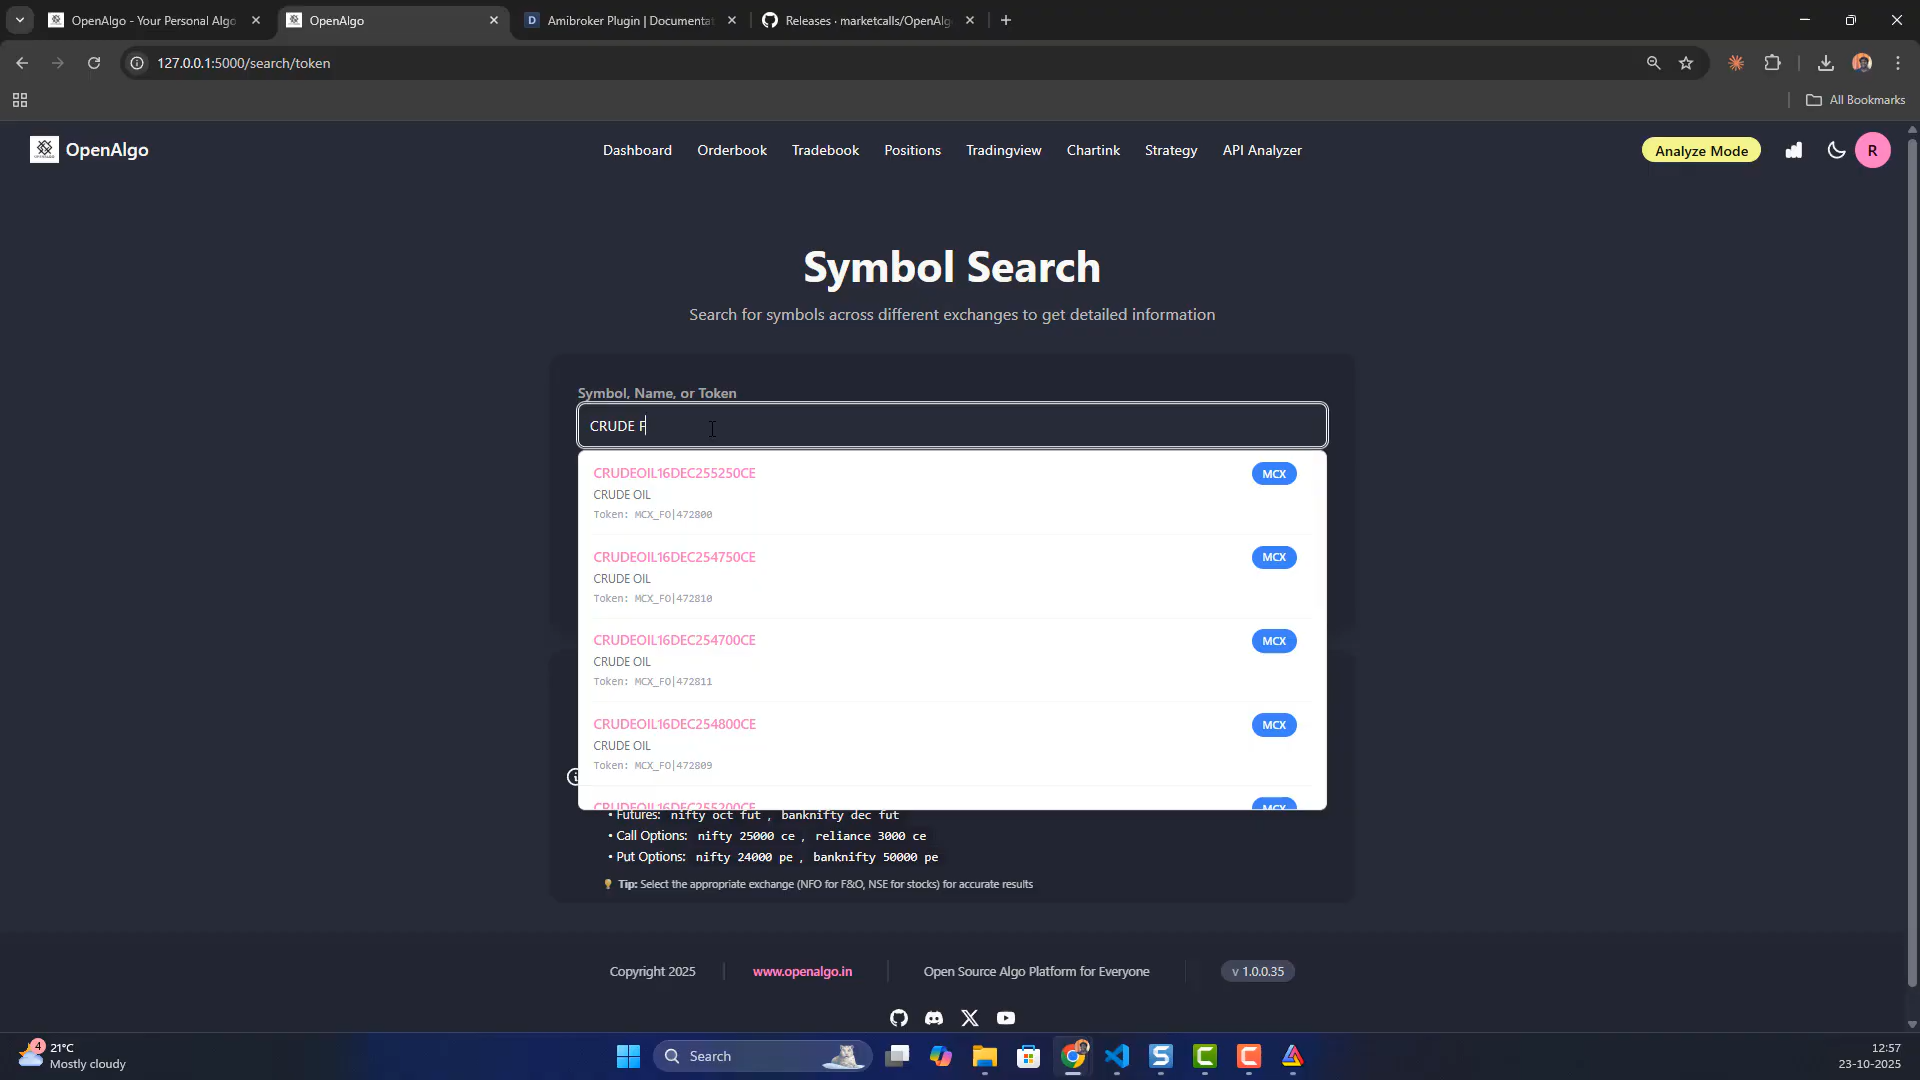 OpenAlgo - Your Personal Algo
OpenAlgo
Amibroker Plugin | Documentat
Releases · marketcalls/OpenAlg
127.0.0.1:5000/search/token
All Bookmarks
OpenAlgo
Dashboard
Orderbook
Tradebook
Positions
Tradingview
Chartink
Strategy
API Analyzer
Analyze Mode
R
Symbol Search
Search for symbols across different exchanges to get detailed information
Symbol, Name, or Token
CRUDE F
CRUDEOIL16DEC255250CE
MCX
CRUDE OIL
Token: MCX_FO|472800
CRUDEOIL16DEC254750CE
MCX
CRUDE OIL
Token: MCX_FO|472810
CRUDEOIL16DEC254700CE
MCX
CRUDE OIL
Token: MCX_FO|472811
CRUDEOIL16DEC254800CE
MCX
CRUDE OIL
Token: MCX_FO|472809
CRUDEOIL16DEC255200CE
MCX
• Futures: nifty oct fut , banknifty dec fut
• Call Options: nifty 25000 ce , reliance 3000 ce
• Put Options: nifty 24000 pe , banknifty 50000 pe
Tip: Select the appropriate exchange (NFO for F&O, NSE for stocks) for accurate results
Copyright 2025
www.openalgo.in
Open Source Algo Platform for Everyone
v 1.0.0.35
4
21°C
Mostly cloudy
Search
12:57
23-10-2025